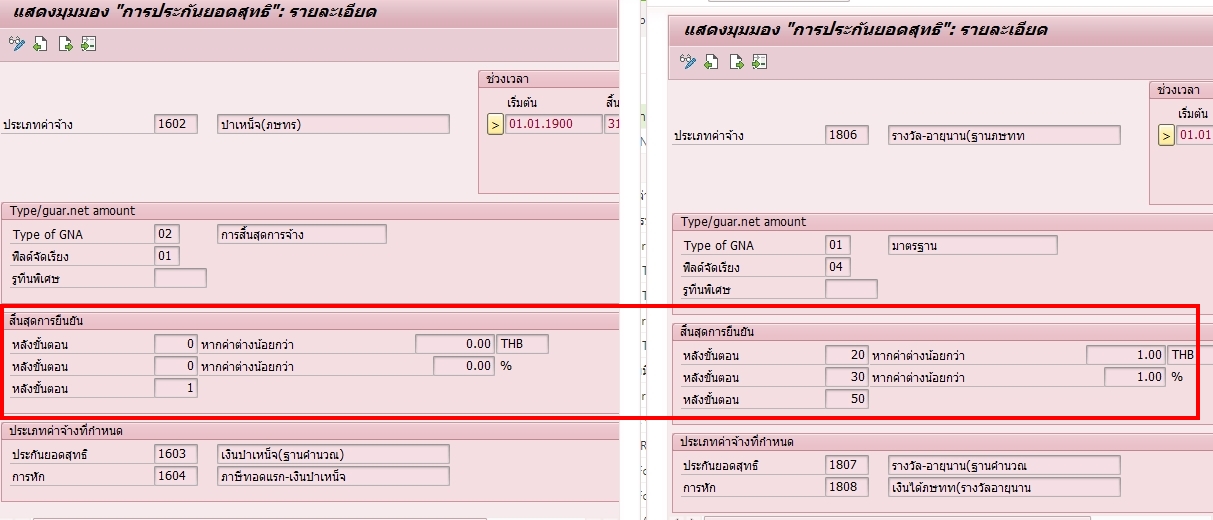 แสดงมุมมอง "การประกันยอดสุทธิ": รายละเอียด
ช่วงเวลา
เริ่มต้น สิ้น
ประเภทค่าจ้าง 1602 บำเหน็จ(ภษทร) > 01.01.1900 31
Type/guar.net amount
Type of GNA 02 การสิ้นสุดการจ้าง
ฟิลด์จัดเรียง 01
รูทีนพิเศษ
สิ้นสุดการยืนยัน
หลังขั้นตอน 0 หากค่าต่างน้อยกว่า 0.00 THB
หลังขั้นตอน 0 หากค่าต่างน้อยกว่า 0.00 %
หลังขั้นตอน 1
ประเภทค่าจ้างที่กำหนด
ประกันยอดสุทธิ 1603 เงินบำเหน็จ(ฐานคำนวณ)
การหัก 1604 ภาษีทอดแรก-เงินบำเหน็จ
แสดงมุมมอง "การประกันยอดสุทธิ": รายละเอียด
ช่วงเวลา
เริ่มต้น
ประเภทค่าจ้าง 1806 รางวัล-อายุนาน(ฐานภษทท > 01.01
Type/guar.net amount
Type of GNA 01 มาตรฐาน
ฟิลด์จัดเรียง 04
รูทีนพิเศษ
สิ้นสุดการยืนยัน
หลังขั้นตอน 20 หากค่าต่างน้อยกว่า 1.00 THB
หลังขั้นตอน 30 หากค่าต่างน้อยกว่า 1.00 %
หลังขั้นตอน 50
ประเภทค่าจ้างที่กำหนด
ประกันยอดสุทธิ 1807 รางวัล-อายุนาน(ฐานคำนวณ
การหัก 1808 เงินได้ภษทท(รางวัลอายุนาน